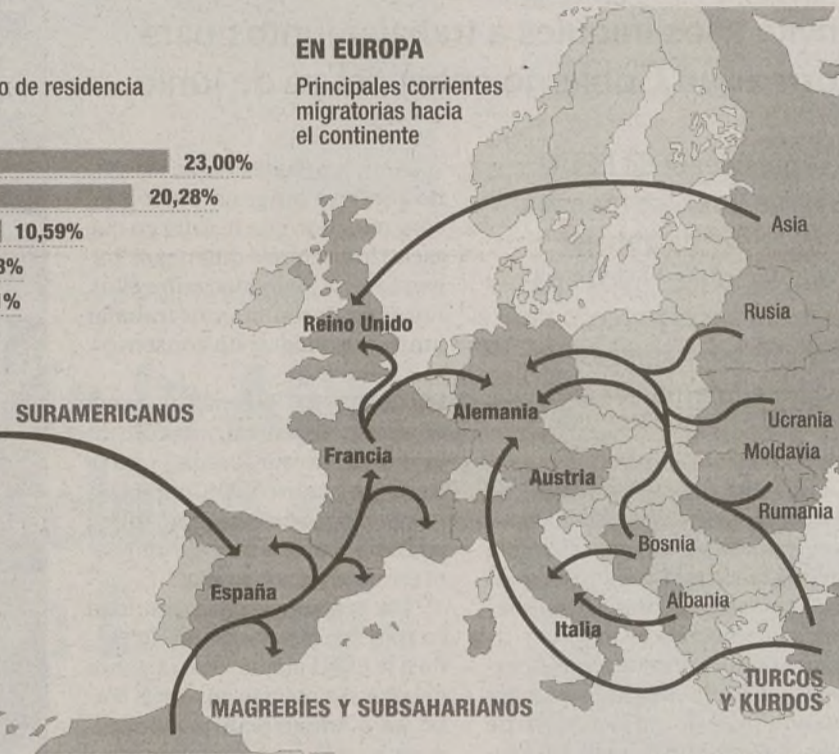 EN EUROPA
Principales corrientes
migratorias hacia
el continente
o de residencia
23,00%
20,28%
10,59%
3%
%
Asia
Rusia
Reino Unido
SURAMERICANOS
Alemania
Ucrania
Moldavia
Francia
Austria
Rumania
Bosnia
España
Albania
Italia
TURCOS
Y KURDOS
MAGREBÍES Y SUBSAHARIANOS